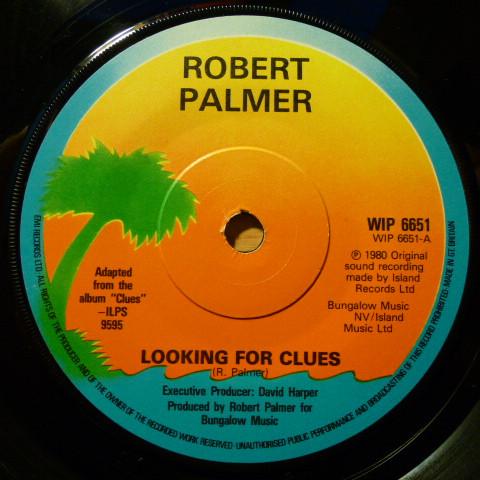 ROBERT
PALMER
WIP 6651
WIP 6651-A
℗ 1980 Original
sound recording
made by Island
Records Ltd
Bungalow Music
NV/Island
Music Ltd
Adapted
from the
album "Clues"
-ILPS
9595
LOOKING FOR CLUES
(R. Palmer)
Executive Producer: David Harper
Produced by Robert Palmer for
Bungalow Music
EMI RECORDS LTD. ALL RIGHTS OF THE PRODUCER AND OF THE OWNER OF THE RECORDED WORK RESERVED · UNAUTHORISED PUBLIC PERFORMANCE AND BROADCASTING OF THIS RECORD PROHIBITED · MADE IN GT. BRITAIN